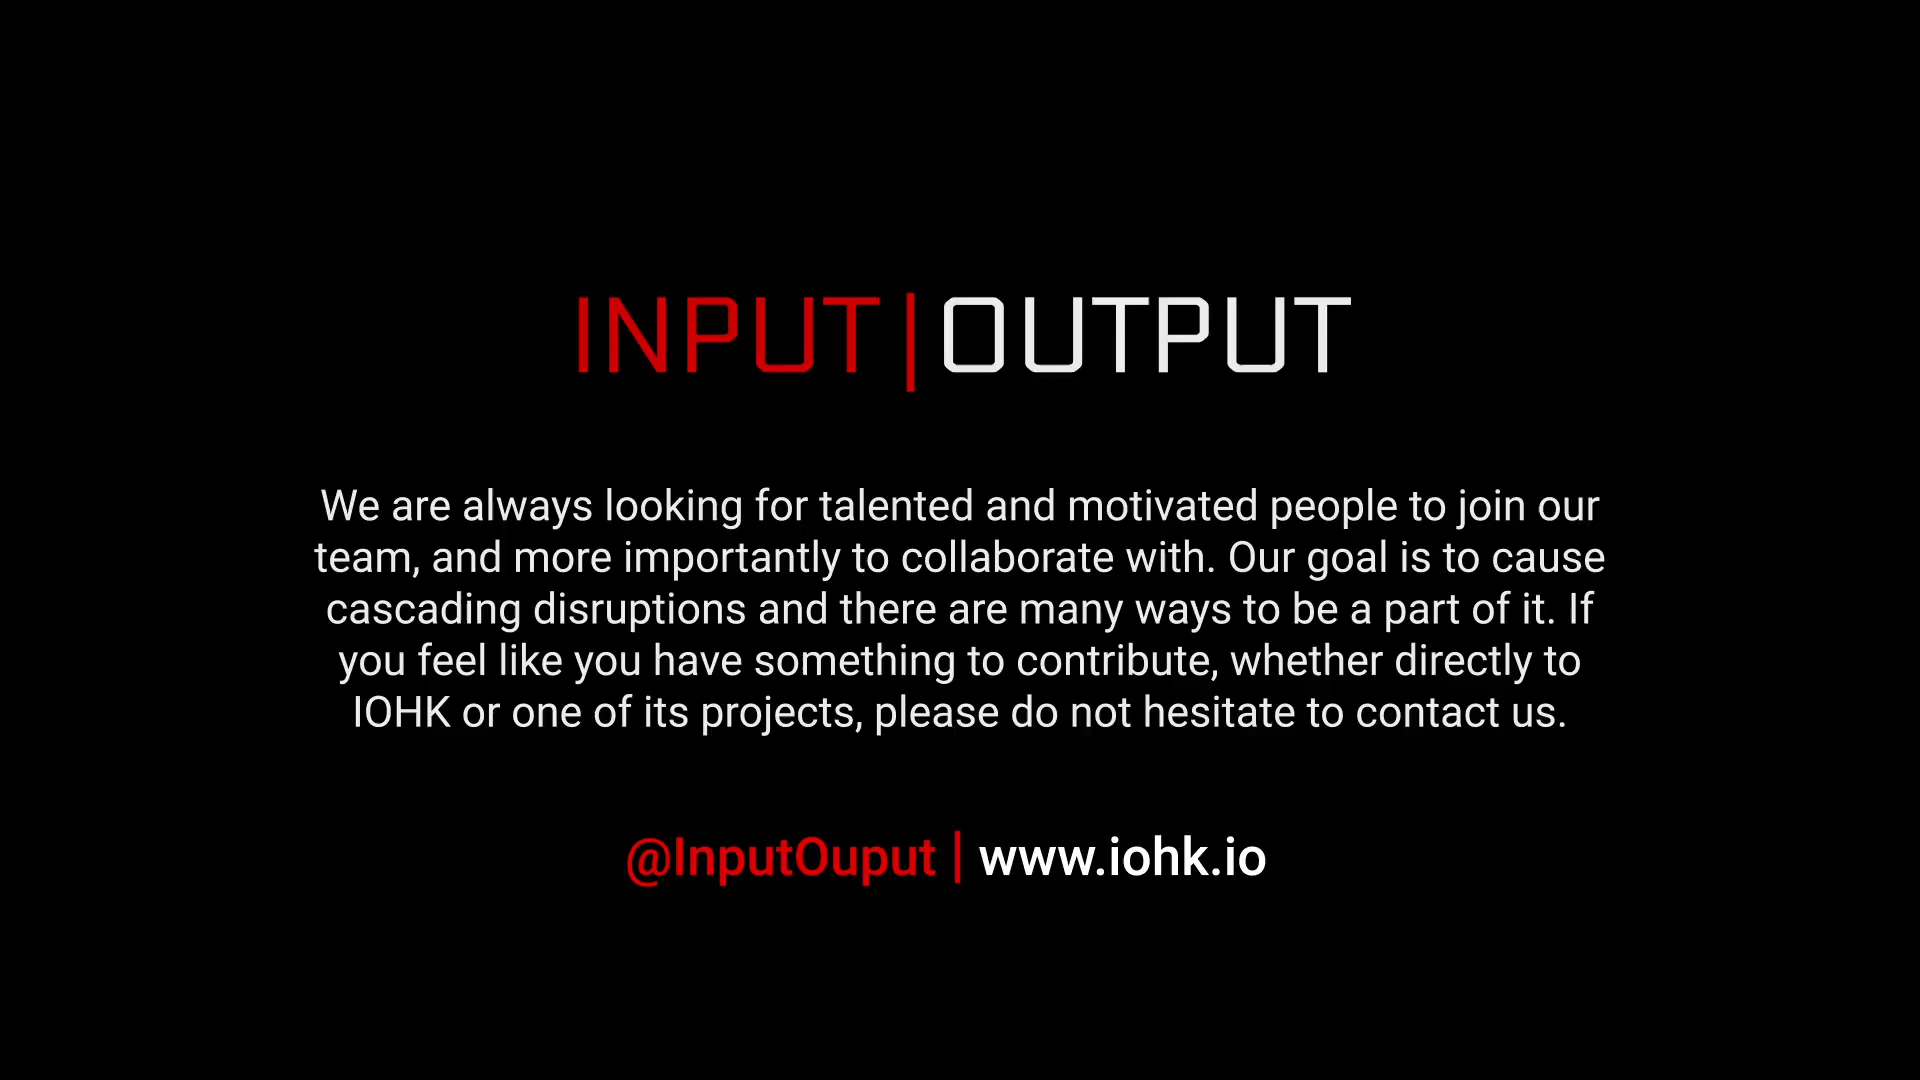 INPUT|OUTPUT
We are always looking for talented and motivated people to join our
team, and more importantly to collaborate with. Our goal is to cause
cascading disruptions and there are many ways to be a part of it. If
you feel like you have something to contribute, whether directly to
IOHK or one of its projects, please do not hesitate to contact us.
@InputOuput | www.iohk.io